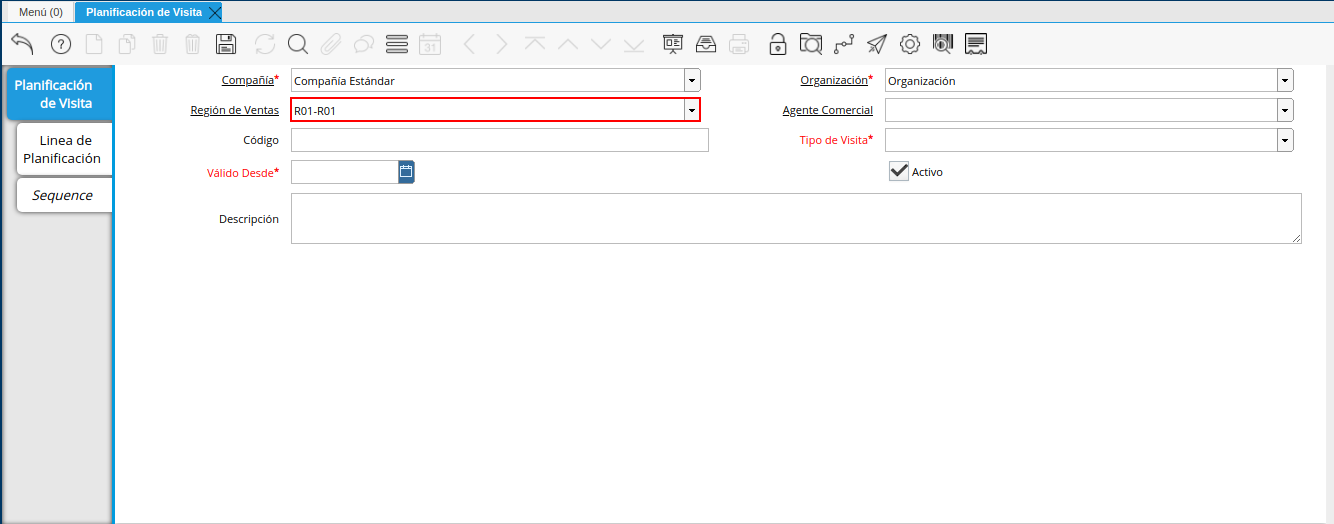 Menú (0)
Planificación de Visita
31
Planificación de Visita
Linea de Planificación
Sequence
Compañía*
Compañía Estándar
Organización*
Organización
Región de Ventas
R01-R01
Agente Comercial
Código
Tipo de Visita*
Válido Desde*
Activo
Descripción